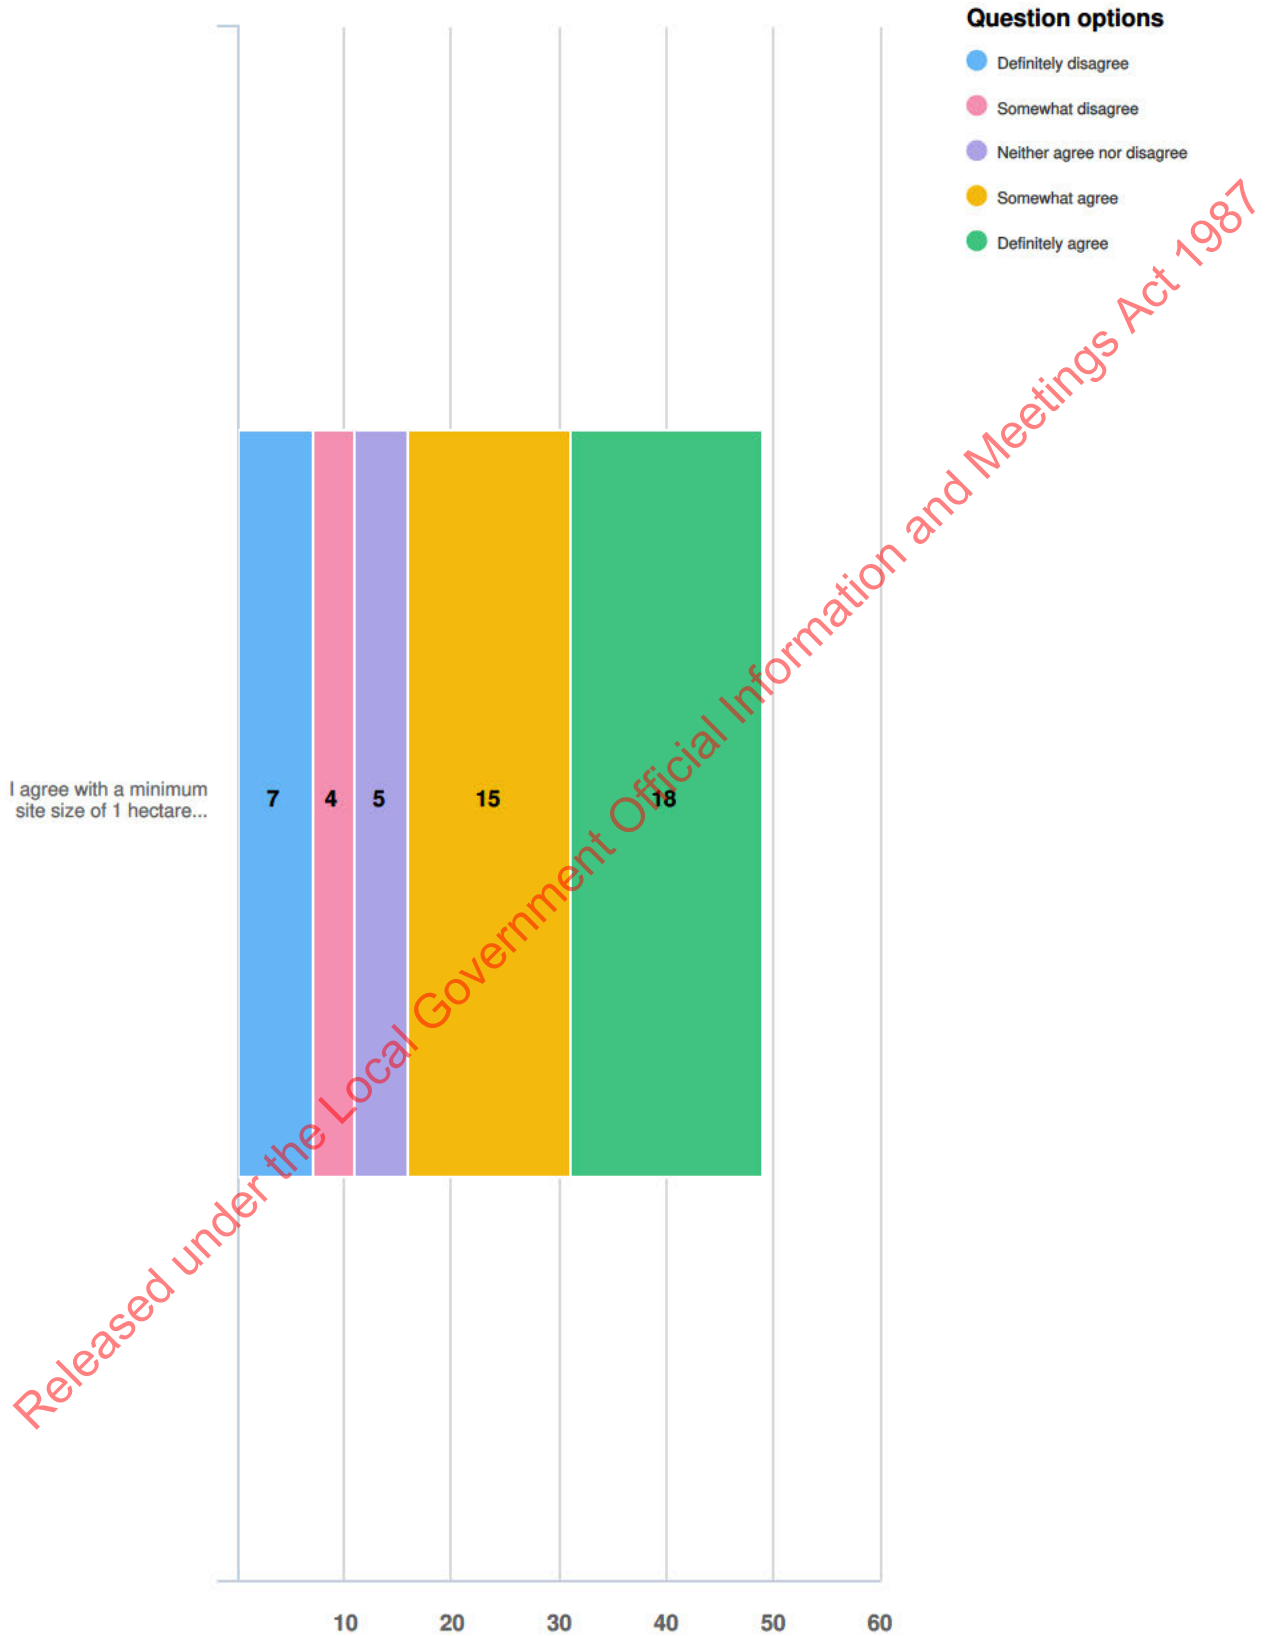 Question options
Definitely disagree
Somewhat disagree
Neither agree nor disagree
Somewhat agree
Definitely agree
I agree with a minimum
site size of 1 hectare...
7
4
5
15
18
10
20
30
40
50
60
Released under the Local Government Official Information and Meetings Act 1987